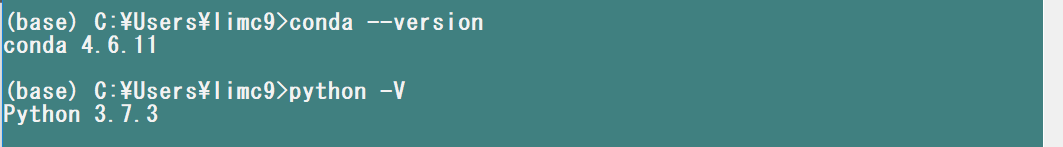 (base) C:¥Users¥limc9>conda --version
conda 4.6.11
(base) C:¥Users¥limc9>python -V
Python 3.7.3